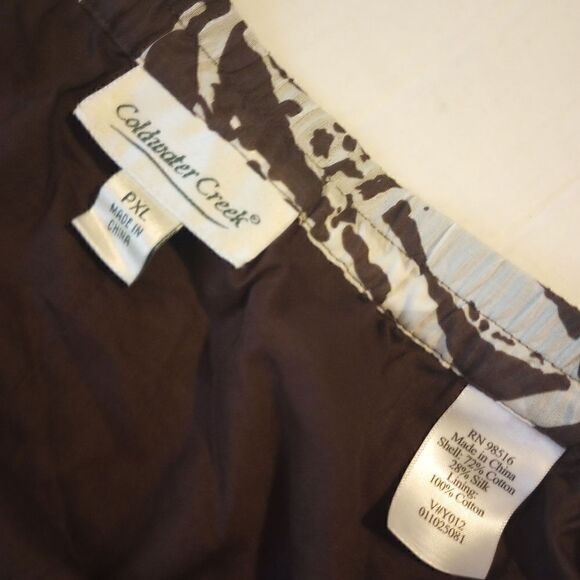 Coldwater Creek®
PXL
MADE IN
CHINA
RN 98516
Made in China
Shell: 72% Cotton
28% Silk
Lining:
100% Cotton
V#Y012
011025081